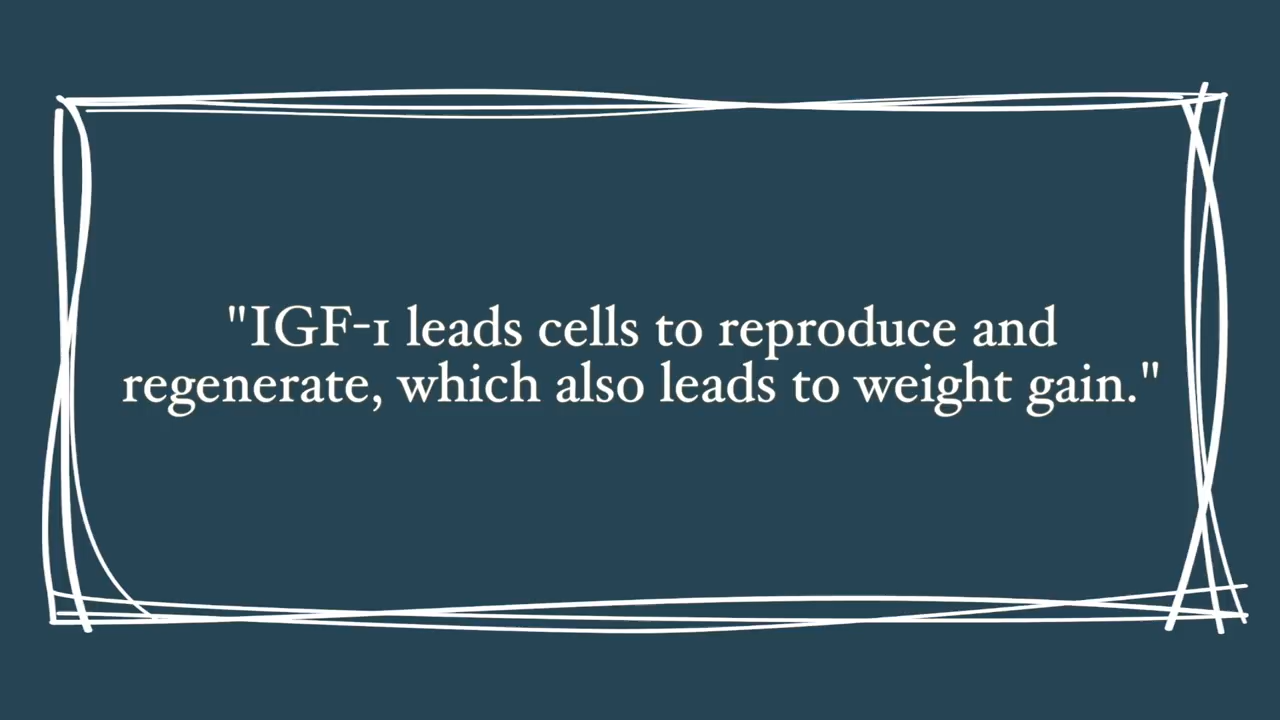 "IGF-1 leads cells to reproduce and
regenerate, which also leads to weight gain."